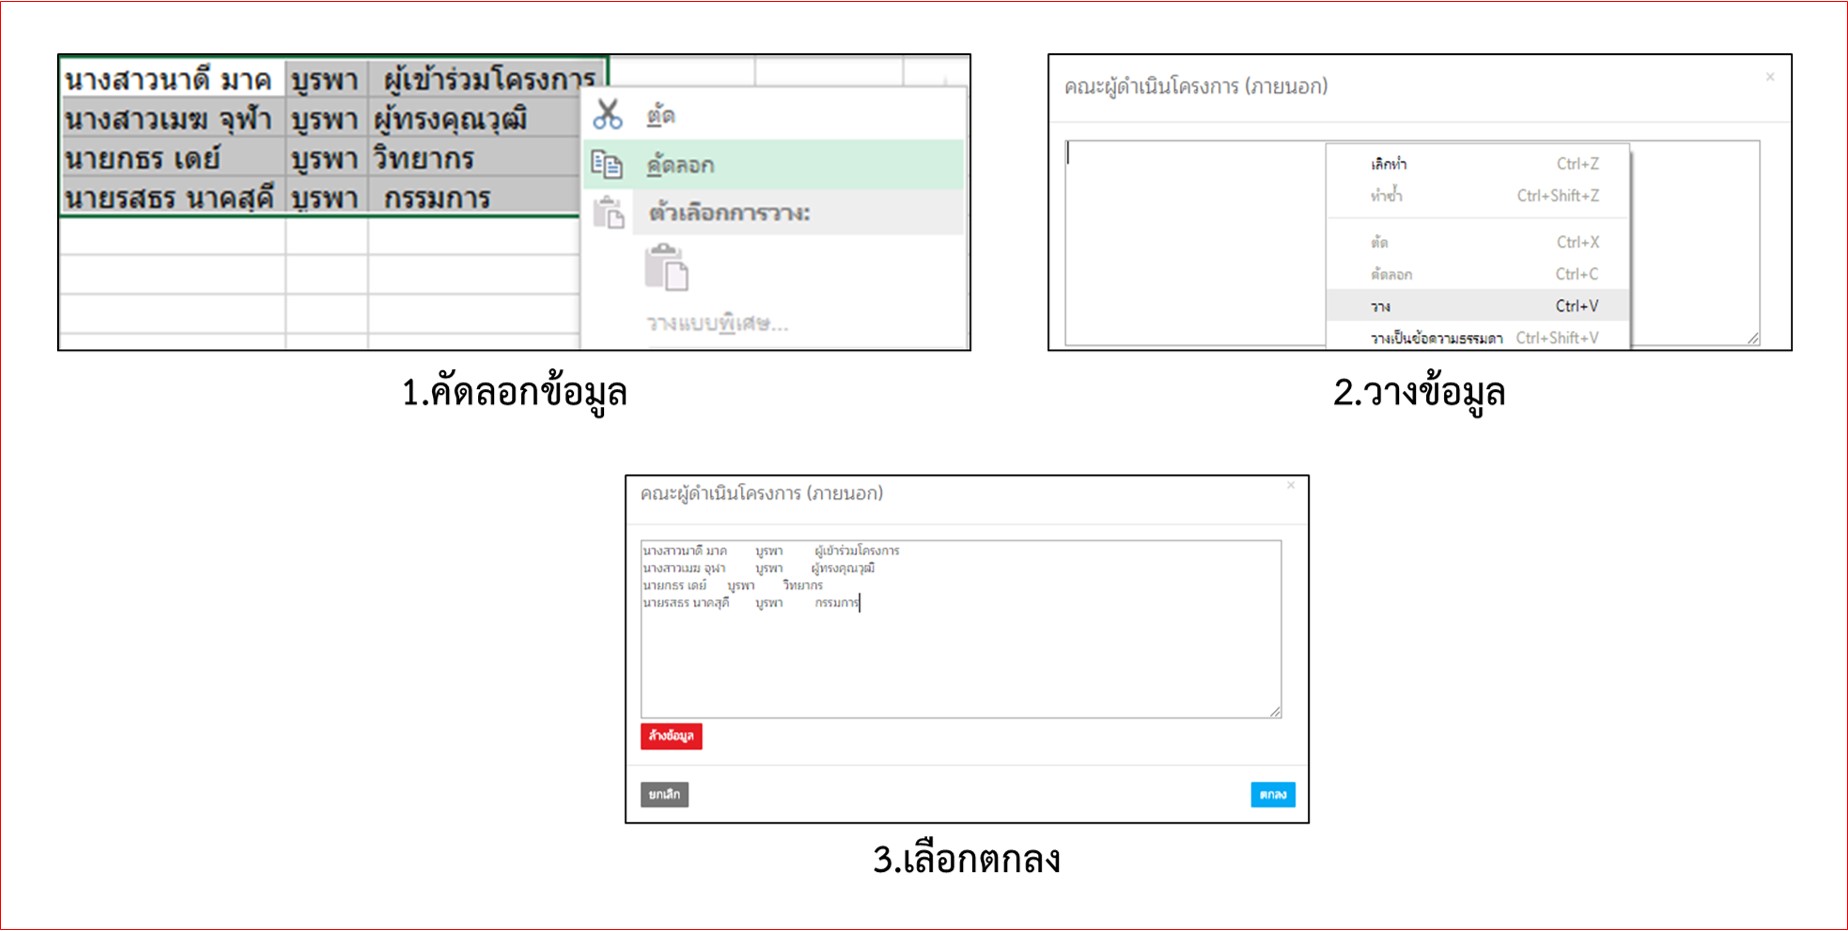 นางสาวนาดี มาค บูรพา ผู้เข้าร่วมโครงการ
นางสาวเมฆ จุฬา บูรพา ผู้ทรงคุณวุฒิ
นายกธร เดย์ บูรพา วิทยากร
นายรสธร นาคสุคี บูรพา กรรมการ
ตัด
คัดลอก
ตัวเลือกการวาง:
วางแบบพิเศษ...
1.คัดลอกข้อมูล
คณะผู้ดำเนินโครงการ (ภายนอก) ×
เลิกทำ Ctrl+Z
ทำซ้ำ Ctrl+Shift+Z
ตัด Ctrl+X
คัดลอก Ctrl+C
วาง Ctrl+V
วางเป็นข้อความธรรมดา Ctrl+Shift+V
2.วางข้อมูล
คณะผู้ดำเนินโครงการ (ภายนอก) ×
นางสาวนาดี มาค บูรพา ผู้เข้าร่วมโครงการ
นางสาวเมฆ จุฬา บูรพา ผู้ทรงคุณวุฒิ
นายกธร เดย์ บูรพา วิทยากร
นายรสธร นาคสุคี บูรพา กรรมการ
ล้างข้อมูล
ยกเลิก ตกลง
3.เลือกตกลง